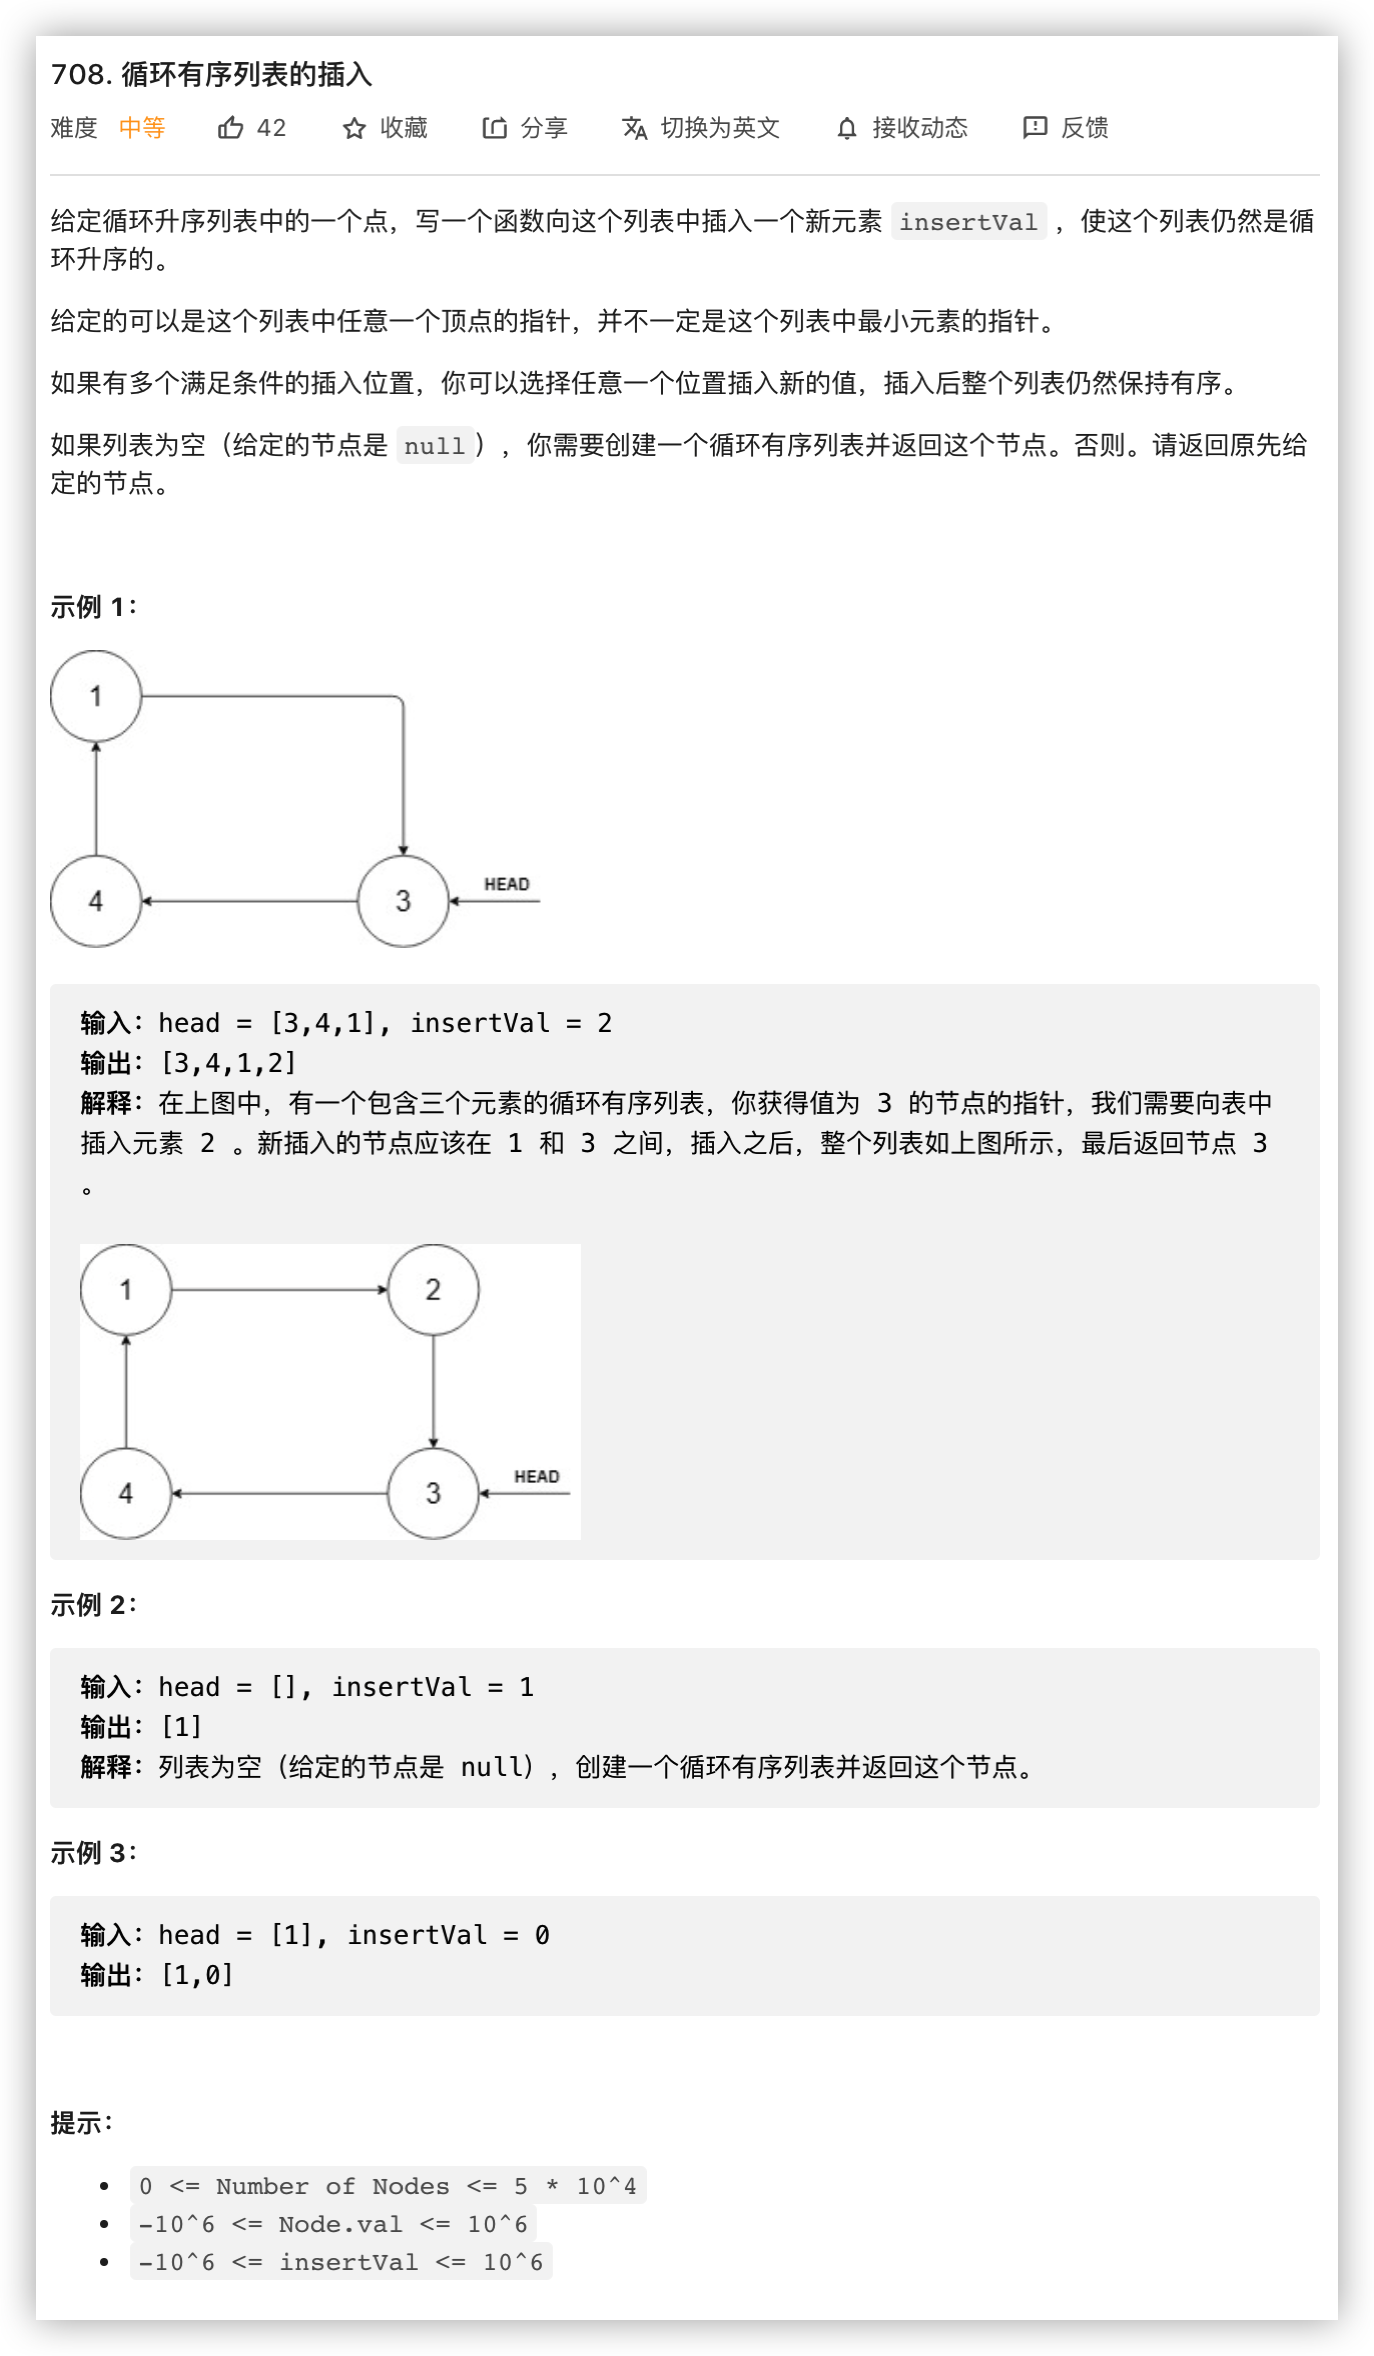 708. 循环有序列表的插入
难度 中等 42 收藏 分享 切换为英文 接收动态 反馈
给定循环升序列表中的一个点，写一个函数向这个列表中插入一个新元素 insertVal ，使这个列表仍然是循
环升序的。
给定的可以是这个列表中任意一个顶点的指针，并不一定是这个列表中最小元素的指针。
如果有多个满足条件的插入位置，你可以选择任意一个位置插入新的值，插入后整个列表仍然保持有序。
如果列表为空（给定的节点是 null），你需要创建一个循环有序列表并返回这个节点。否则。请返回原先给
定的节点。
示例 1：
1
4
3
HEAD
输入：head = [3,4,1], insertVal = 2
输出：[3,4,1,2]
解释：在上图中，有一个包含三个元素的循环有序列表，你获得值为 3 的节点的指针，我们需要向表中
插入元素 2 。新插入的节点应该在 1 和 3 之间，插入之后，整个列表如上图所示，最后返回节点 3
。
1
2
4
3
HEAD
示例 2：
输入：head = [], insertVal = 1
输出：[1]
解释：列表为空（给定的节点是 null），创建一个循环有序列表并返回这个节点。
示例 3：
输入：head = [1], insertVal = 0
输出：[1,0]
提示：
• 0 <= Number of Nodes <= 5 * 10^4
• -10^6 <= Node.val <= 10^6
• -10^6 <= insertVal <= 10^6